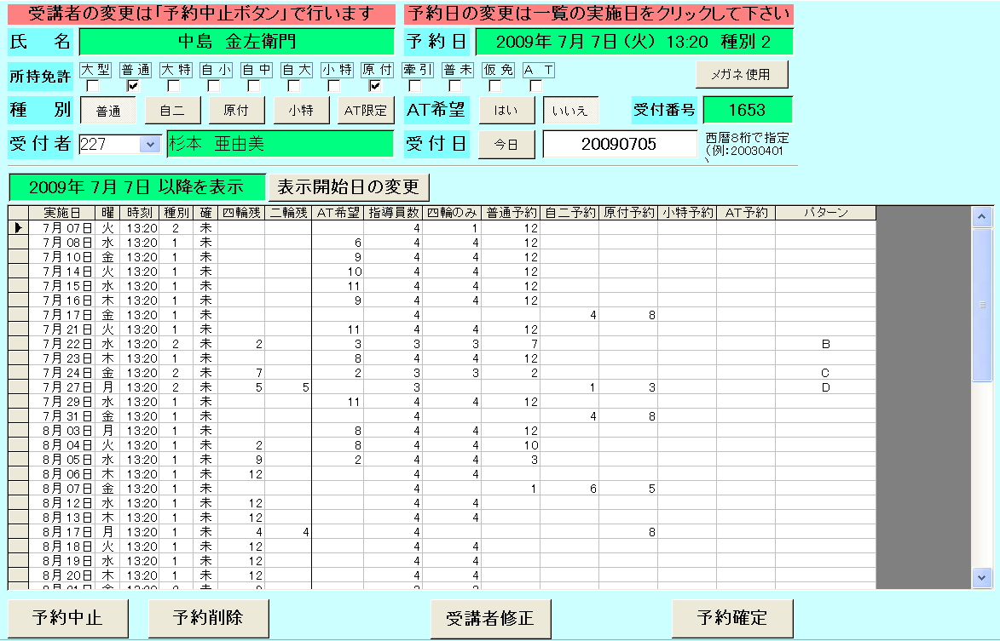 受講者の変更は「予約中止ボタン」で行います 予約日の変更は一覧の実施日をクリックして下さい
氏 名 中島 金左衛門 予約日 2009年 7月 7日（火） 13:20 種別 2
所持免許 大型 普通 大特 自小 自中 自大 小特 原付 牽引 普未 仮免 ＡＴ メガネ使用
種 別 普通 自二 原付 小特 AT限定 AT希望 はい いいえ 受付番号 1653
受付者 227 杉本 亜由美 受付日 今日 20090705 西暦8桁で指定
（例：20030401
）
2009年 7月 7日 以降を表示 表示開始日の変更
実施日 曜 時刻 種別 確 四輪残 二輪残 AT希望 指導員数 四輪のみ 普通予約 自二予約 原付予約 小特予約 AT予約 パターン
7月 07日 火 13:20 2 未 4 1 12
7月 08日 水 13:20 1 未 6 4 4 12
7月 10日 金 13:20 1 未 9 4 4 12
7月 14日 火 13:20 1 未 10 4 4 12
7月 15日 水 13:20 1 未 11 4 4 12
7月 16日 木 13:20 1 未 9 4 4 12
7月 17日 金 13:20 1 未 4 4 8
7月 21日 火 13:20 1 未 11 4 4 12
7月 22日 水 13:20 2 未 2 3 3 3 7 B
7月 23日 木 13:20 1 未 8 4 4 12
7月 24日 金 13:20 2 未 7 2 3 3 2 C
7月 27日 月 13:20 2 未 5 5 3 1 3 D
7月 29日 水 13:20 1 未 11 4 4 12
7月 31日 金 13:20 1 未 4 4 8
8月 03日 月 13:20 1 未 8 4 4 12
8月 04日 火 13:20 1 未 2 8 4 4 10
8月 05日 水 13:20 1 未 9 2 4 4 3
8月 06日 木 13:20 1 未 12 4 4
8月 07日 金 13:20 1 未 4 1 6 5
8月 12日 水 13:20 1 未 12 4 4
8月 13日 木 13:20 1 未 12 4 4
8月 17日 月 13:20 1 未 4 4 4 8
8月 18日 火 13:20 1 未 12 4 4
8月 19日 水 13:20 1 未 12 4 4
8月 20日 木 13:20 1 未 12 4 4
予約中止 予約削除 受講者修正 予約確定